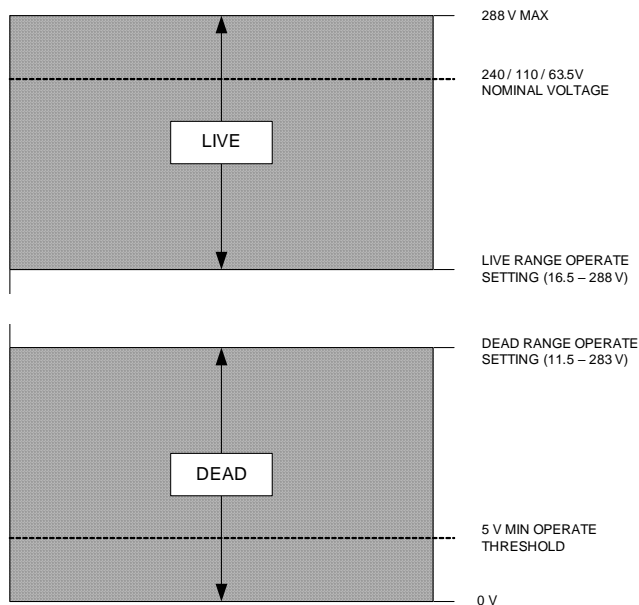 288 V MAX
240 / 110 / 63.5V
NOMINAL VOLTAGE
LIVE
LIVE RANGE OPERATE
SETTING (16.5 – 288 V)
DEAD RANGE OPERATE
SETTING (11.5 – 283 V)
DEAD
5 V MIN OPERATE
THRESHOLD
0 V